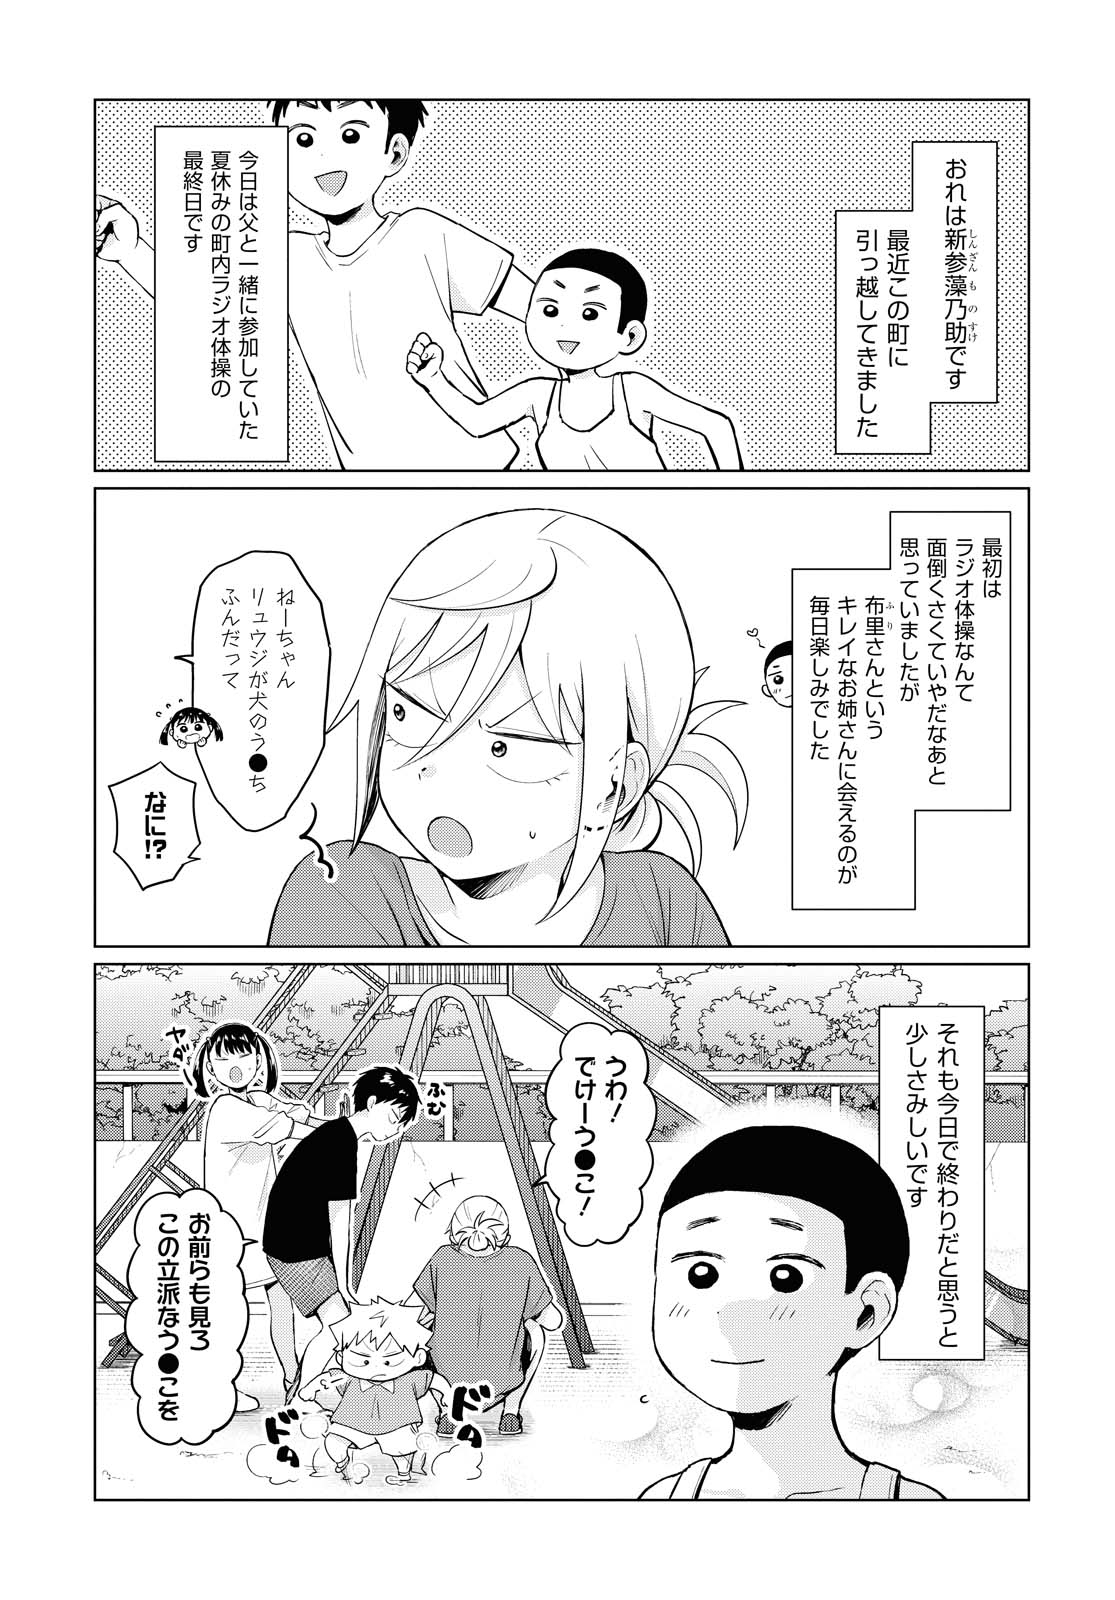 おれは新参藻乃助です
しんざんものすけ
最近この町に
引っ越してきました
今日は父と一緒に参加していた
夏休みの町内ラジオ体操の
最終日です
最初は
ラジオ体操なんて
面倒くさくていやだなあと
思っていましたが
布里さんという
ふり
キレイなお姉さんに会えるのが
毎日楽しみでした
ねーちゃん
リュウジが犬のう●ち
ふんだって
なに!?
それも今日で終わりだと思うと
少しさみしいです
うわ!
でけーう●こ!
ふむ
ヤダッ
お前らも見ろ
この立派なう●こを
ドタ
ドタ